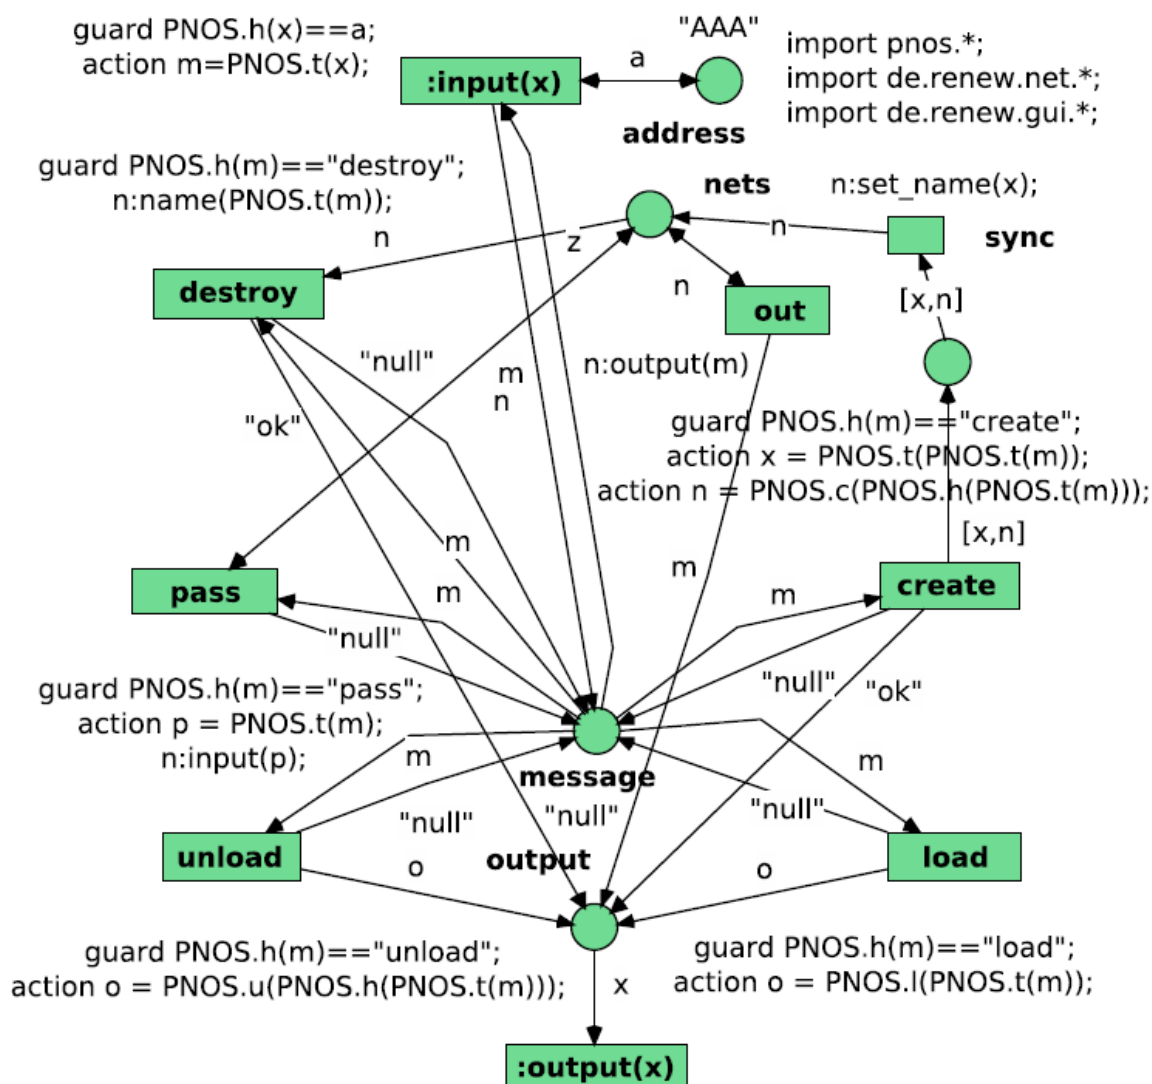 guard PNOS.h(x)==a;
action m=PNOS.t(x);
:input(x)
a
"AAA"
address
import pnos.*;
import de.renew.net.*;
import de.renew.gui.*;
guard PNOS.h(m)=="destroy";
n:name(PNOS.t(m));
nets
n:set_name(x);
n
sync
n
z
destroy
n
out
[x,n]
"null"
m
n
n:output(m)
"ok"
guard PNOS.h(m)=="create";
action x = PNOS.t(PNOS.t(m));
action n = PNOS.c(PNOS.h(PNOS.t(m)));
[x,n]
m
m
m
m
pass
create
"null"
"null"
"ok"
guard PNOS.h(m)=="pass";
action p = PNOS.t(m);
n:input(p);
m
message
m
"null"
"null"
"null"
unload
output
load
o
o
guard PNOS.h(m)=="unload";
action o = PNOS.u(PNOS.h(PNOS.t(m)));
x
guard PNOS.h(m)=="load";
action o = PNOS.l(PNOS.t(m));
:output(x)